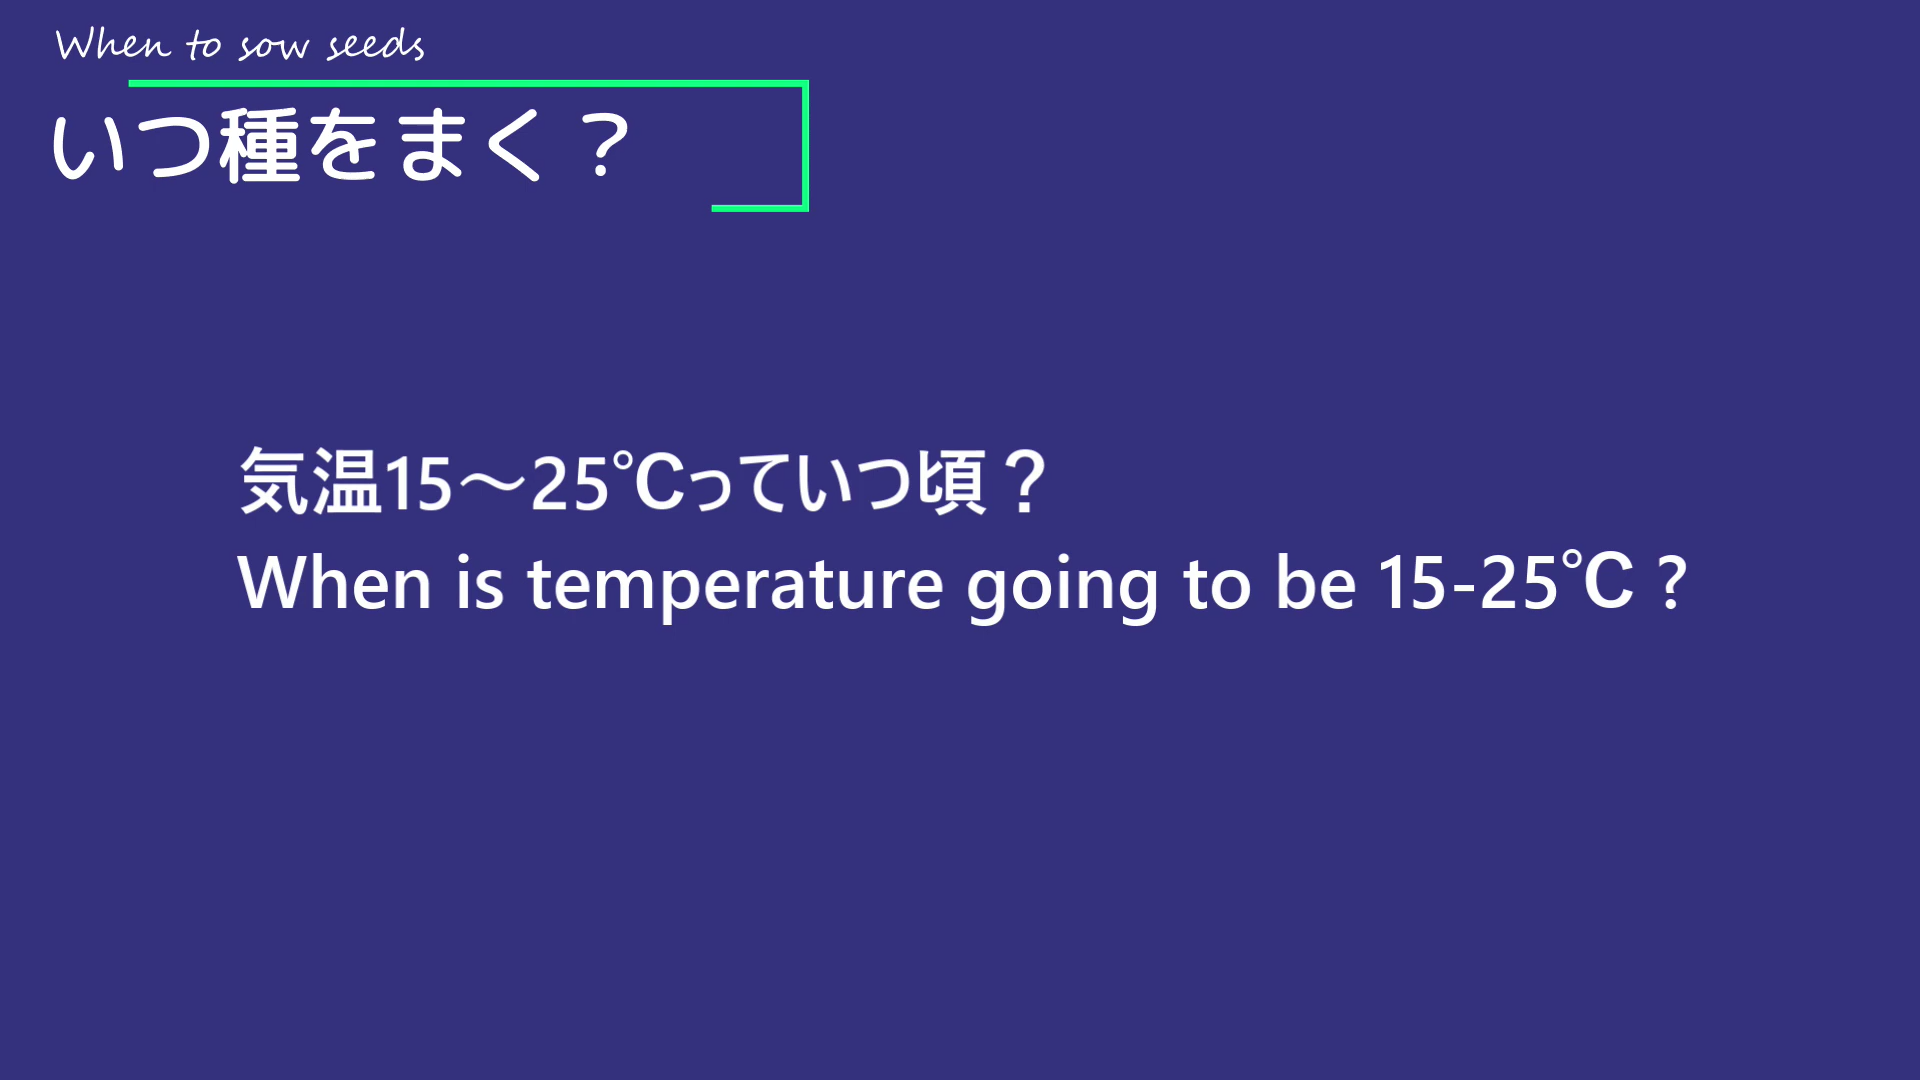 When to sow seeds
いつ種をまく？
気温15～25℃っていつ頃？
When is temperature going to be 15-25℃ ?